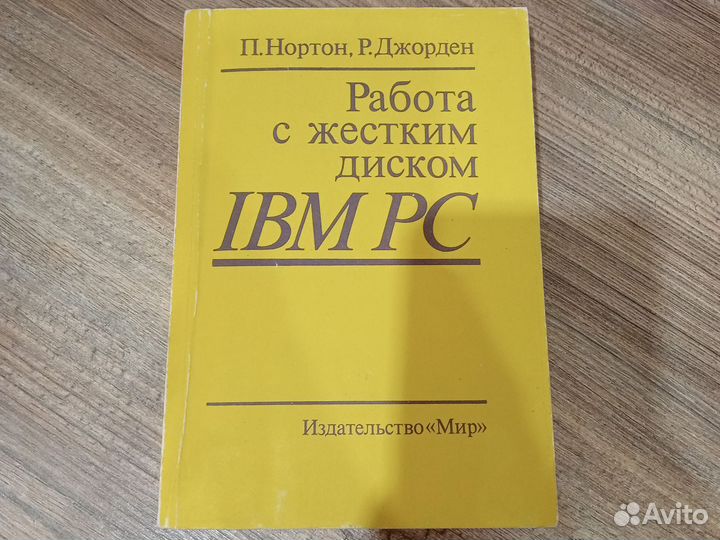 П.Нортон, Р.Джорден
Работа
с жестким
диском
IBM PC
Издательство «Мир»
Avito